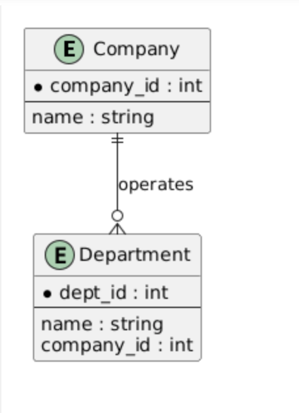 E Company
• company_id : int
name : string
operates
E Department
• dept_id : int
name : string
company_id : int